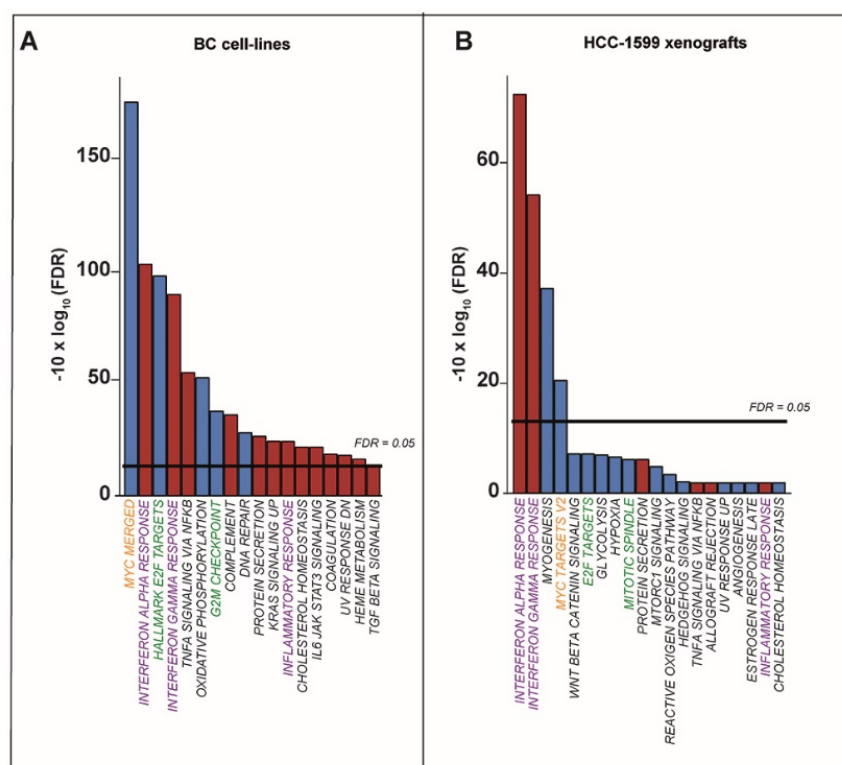 A
BC cell-lines
-10 x log10 (FDR)
150
100
50
0
FDR = 0.05
MYC MERGED
INTERFERON ALPHA RESPONSE
HALLMARK E2F TARGETS
INTERFERON GAMMA RESPONSE
TNFA SIGNALING VIA NFKB
OXIDATIVE PHOSPHORYLATION
G2M CHECKPOINT
COMPLEMENT
DNA REPAIR
PROTEIN SECRETION
KRAS SIGNALING UP
INFLAMMATORY RESPONSE
CHOLESTEROL HOMEOSTASIS
IL6 JAK STAT3 SIGNALING
COAGULATION
UV RESPONSE DN
HEME METABOLISM
TGF BETA SIGNALING
B
HCC-1599 xenografts
-10 x log10 (FDR)
60
40
20
0
FDR = 0.05
INTERFERON ALPHA RESPONSE
INTERFERON GAMMA RESPONSE
MYOGENESIS
MYC TARGETS V2
WNT BETA CATENIN SIGNALING
E2F TARGETS
GLYCOLYSIS
HYPOXIA
MITOTIC SPINDLE
PROTEIN SECRETION
MTORC1 SIGNALING
REACTIVE OXIGEN SPECIES PATHWAY
HEDGEHOG SIGNALING
TNFA SIGNALING VIA NFKB
ALLOGRAFT REJECTION
UV RESPONSE UP
ANGIOGENESIS
ESTROGEN RESPONSE LATE
INFLAMMATORY RESPONSE
CHOLESTEROL HOMEOSTASIS